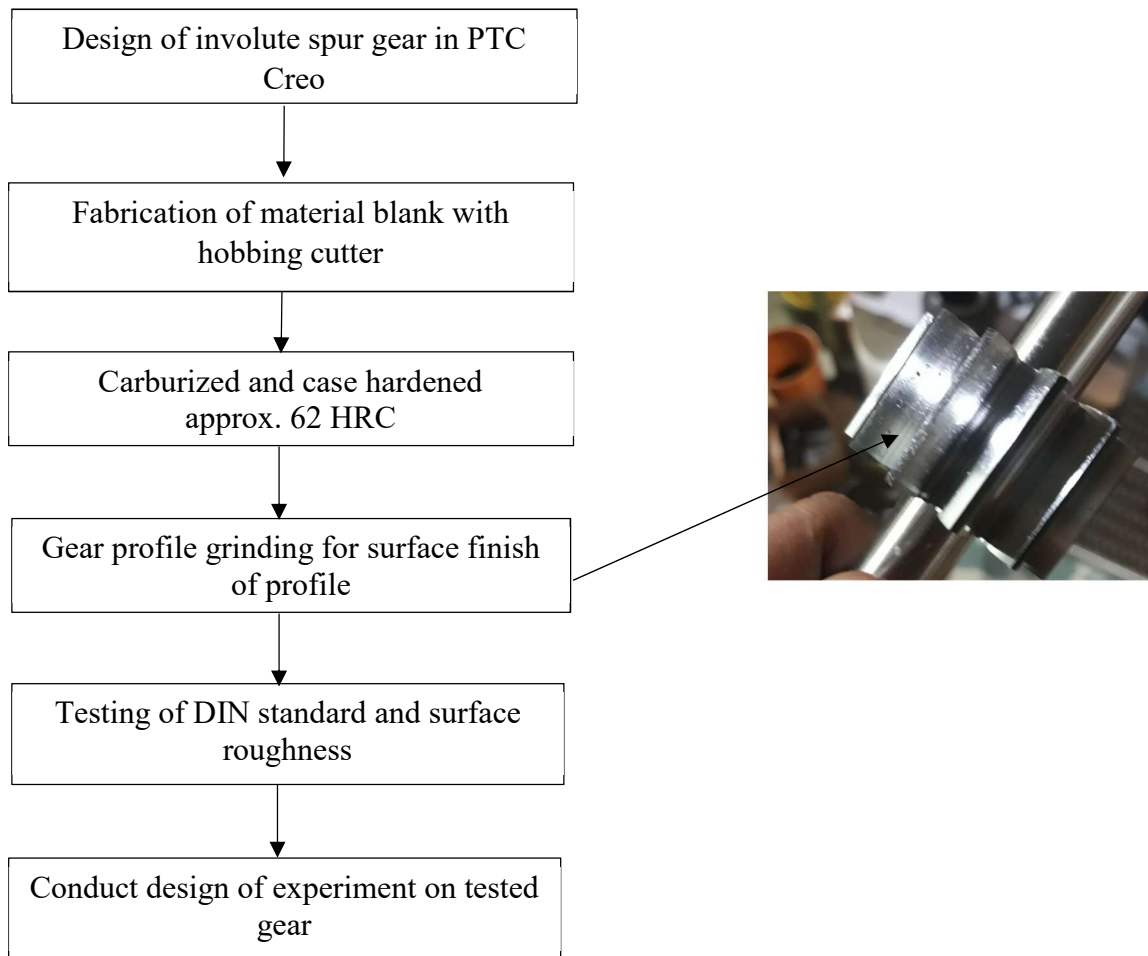 Design of involute spur gear in PTC
Creo
Fabrication of material blank with
hobbing cutter
Carburized and case hardened
approx. 62 HRC
Gear profile grinding for surface finish
of profile
Testing of DIN standard and surface
roughness
Conduct design of experiment on tested
gear